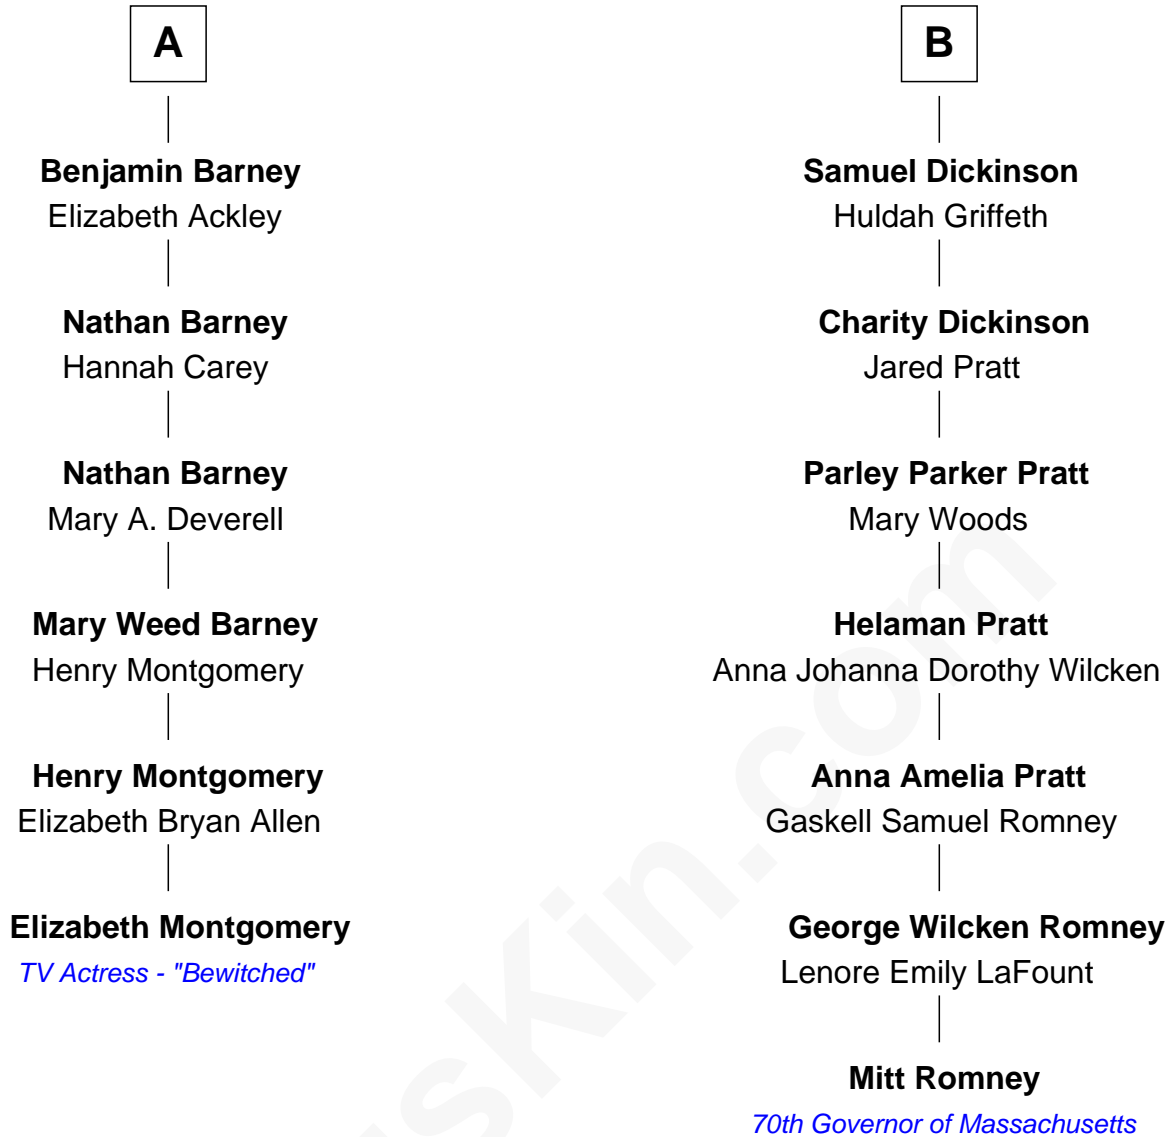 A
Benjamin Barney
Elizabeth Ackley
Nathan Barney
Hannah Carey
Nathan Barney
Mary A. Deverell
Mary Weed Barney
Henry Montgomery
Henry Montgomery
Elizabeth Bryan Allen
Elizabeth Montgomery
TV Actress - "Bewitched"
B
Samuel Dickinson
Huldah Griffeth
Charity Dickinson
Jared Pratt
Parley Parker Pratt
Mary Woods
Helaman Pratt
Anna Johanna Dorothy Wilcken
Anna Amelia Pratt
Gaskell Samuel Romney
George Wilcken Romney
Lenore Emily LaFount
Mitt Romney
70th Governor of Massachusetts
sKin.com